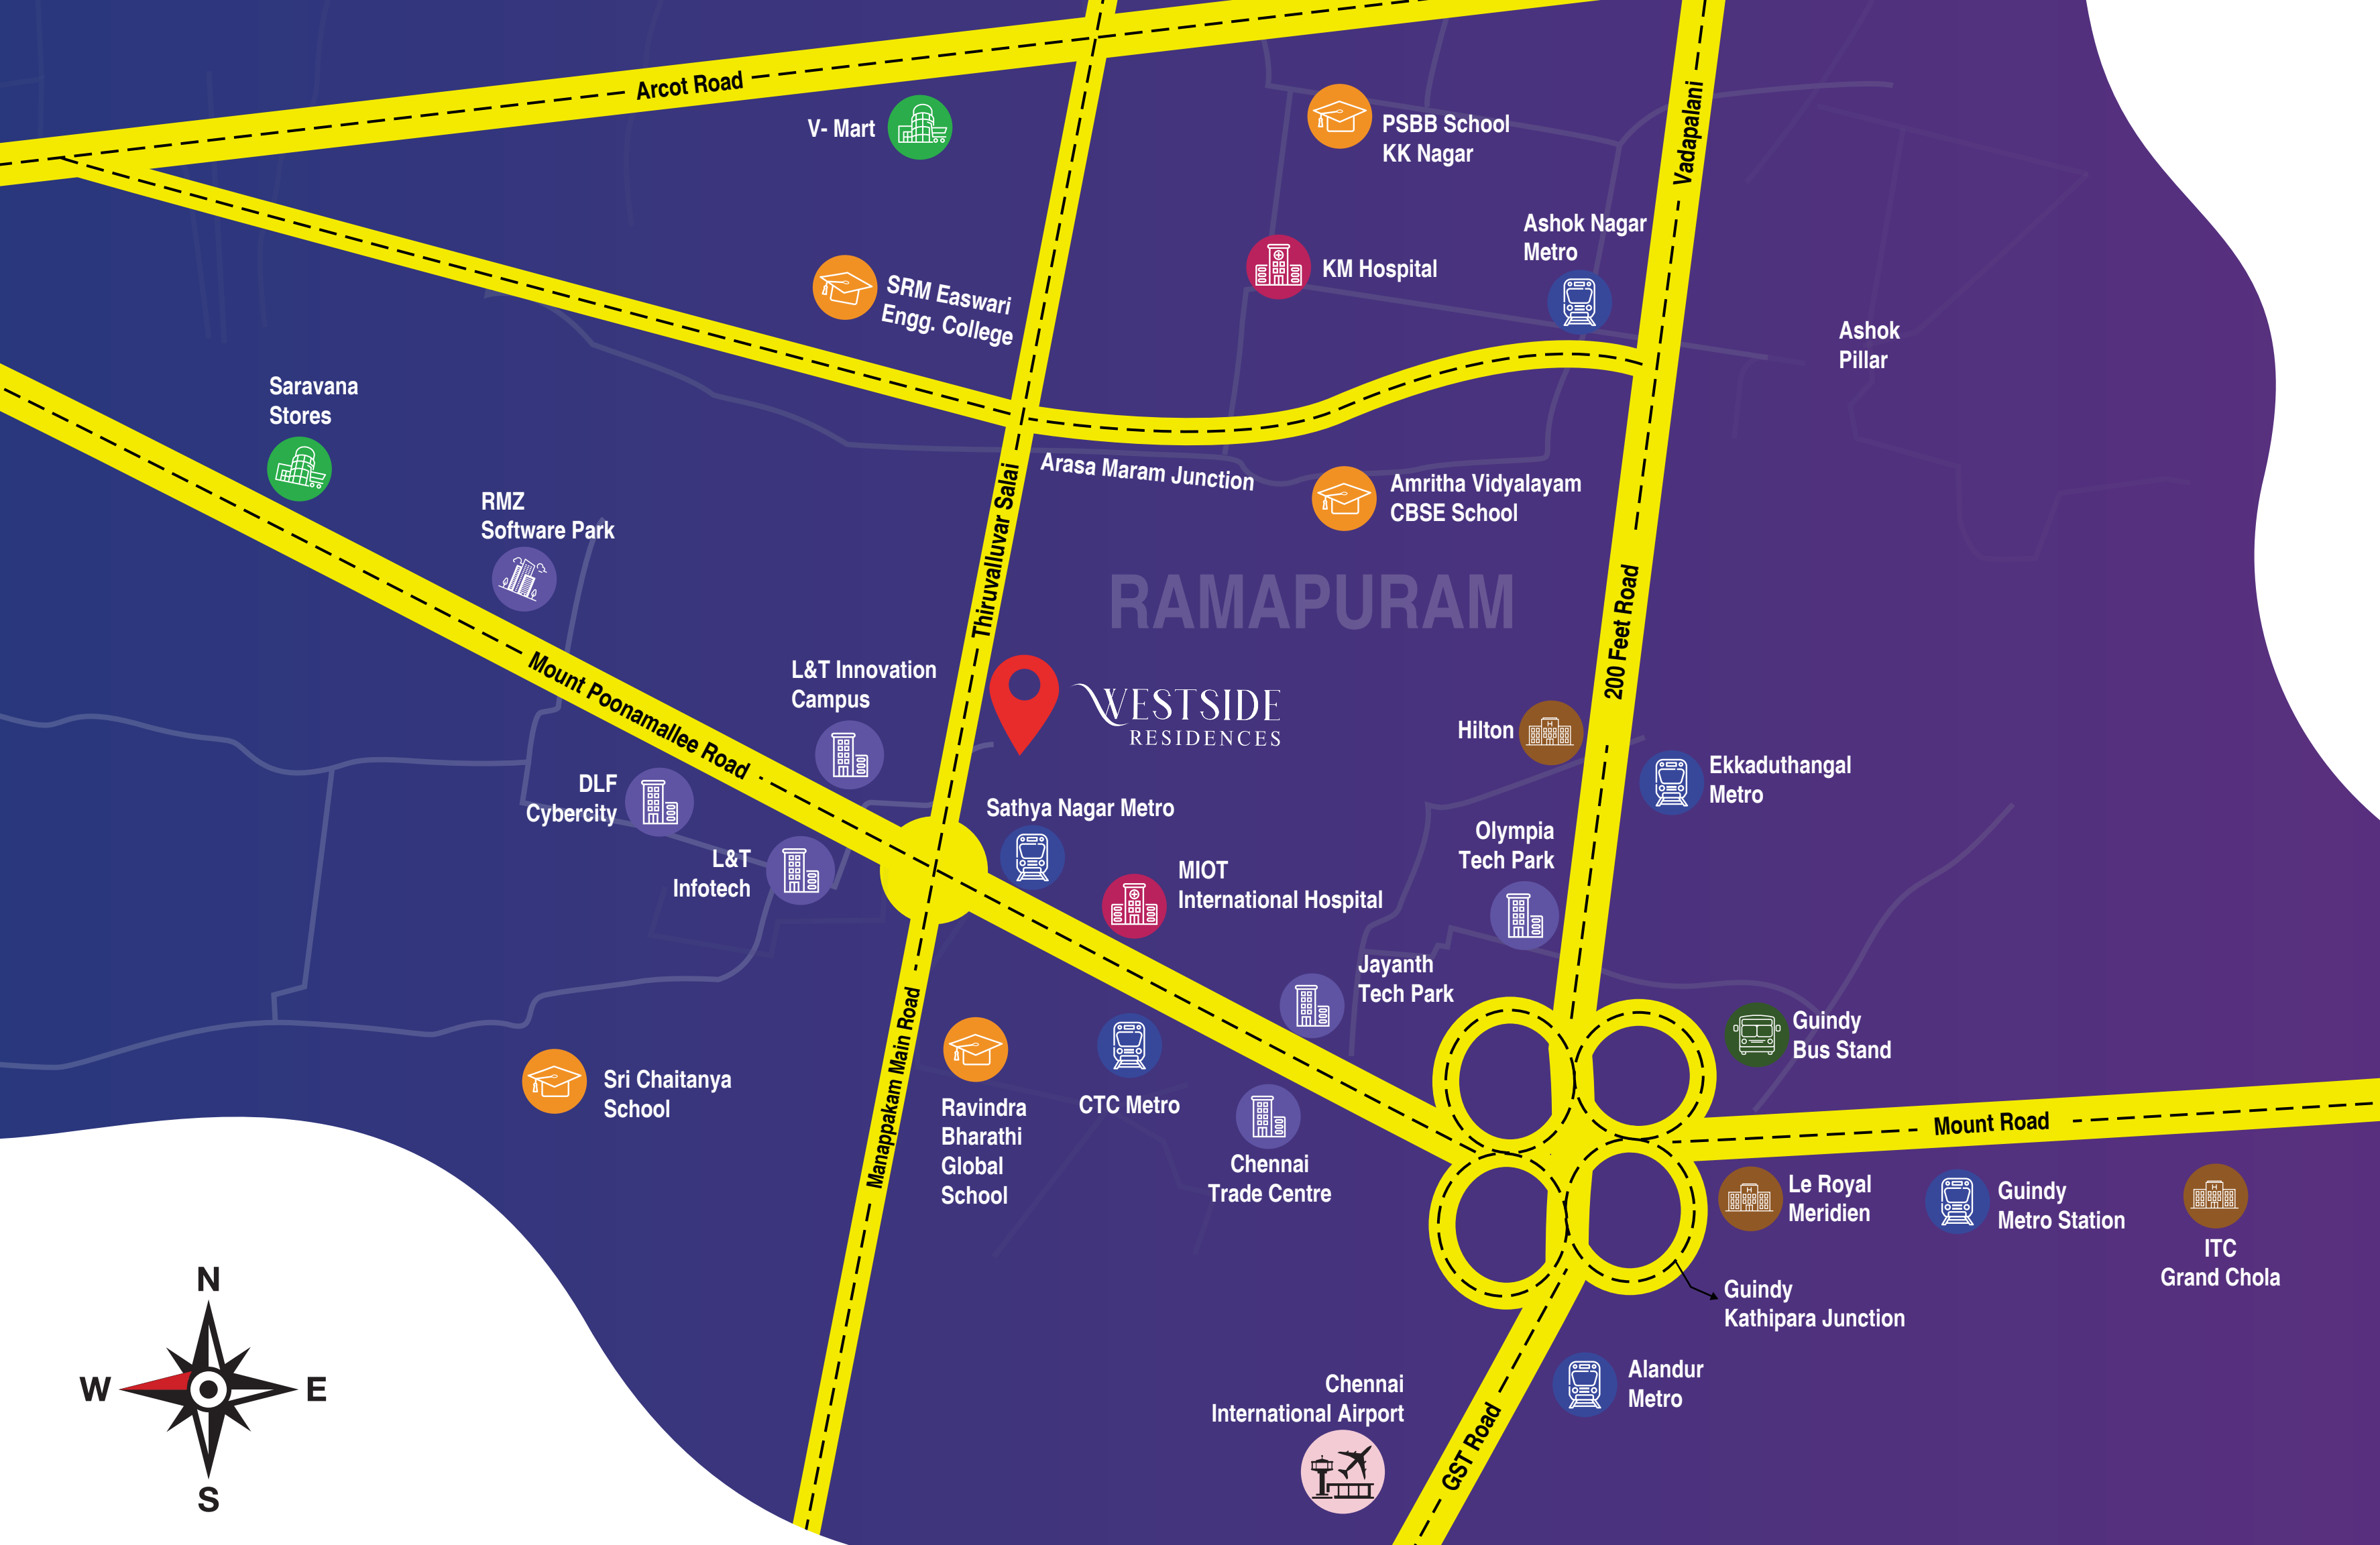 Arcot Road
V- Mart
PSBB School
KK Nagar
Vadapalani
Ashok Nagar
Metro
KM Hospital
SRM Easwari
Engg. College
Ashok
Pillar
Saravana
Stores
Arasa Maram Junction
Thiruvalluvar Salai
Amritha Vidyalayam
CBSE School
RMZ
Software Park
RAMAPURAM
200 Feet Road
Mount Poonamallee Road
L&T Innovation
Campus
WESTSIDE
RESIDENCES
Hilton
Ekkaduthangal
Metro
DLF
Cybercity
Sathya Nagar Metro
Olympia
Tech Park
L&T
Infotech
MIOT
International Hospital
Jayanth
Tech Park
Manappakam Main Road
Guindy
Bus Stand
Sri Chaitanya
School
Ravindra
Bharathi
Global
School
CTC Metro
Chennai
Trade Centre
Mount Road
Le Royal
Meridien
Guindy
Metro Station
ITC
Grand Chola
Guindy
Kathipara Junction
Alandur
Metro
Chennai
International Airport
GST Road
N
W
E
S